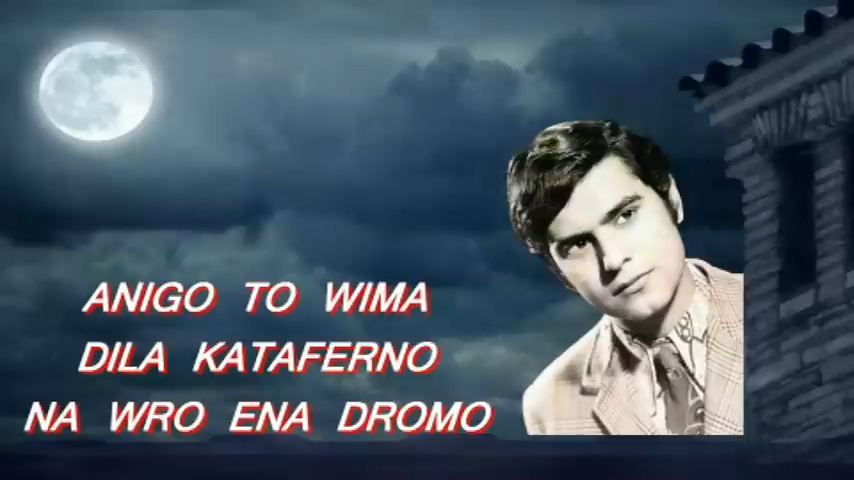 ANIGO TO WIMA
DILA KATAFERNO
NA WRO ENA DROMO